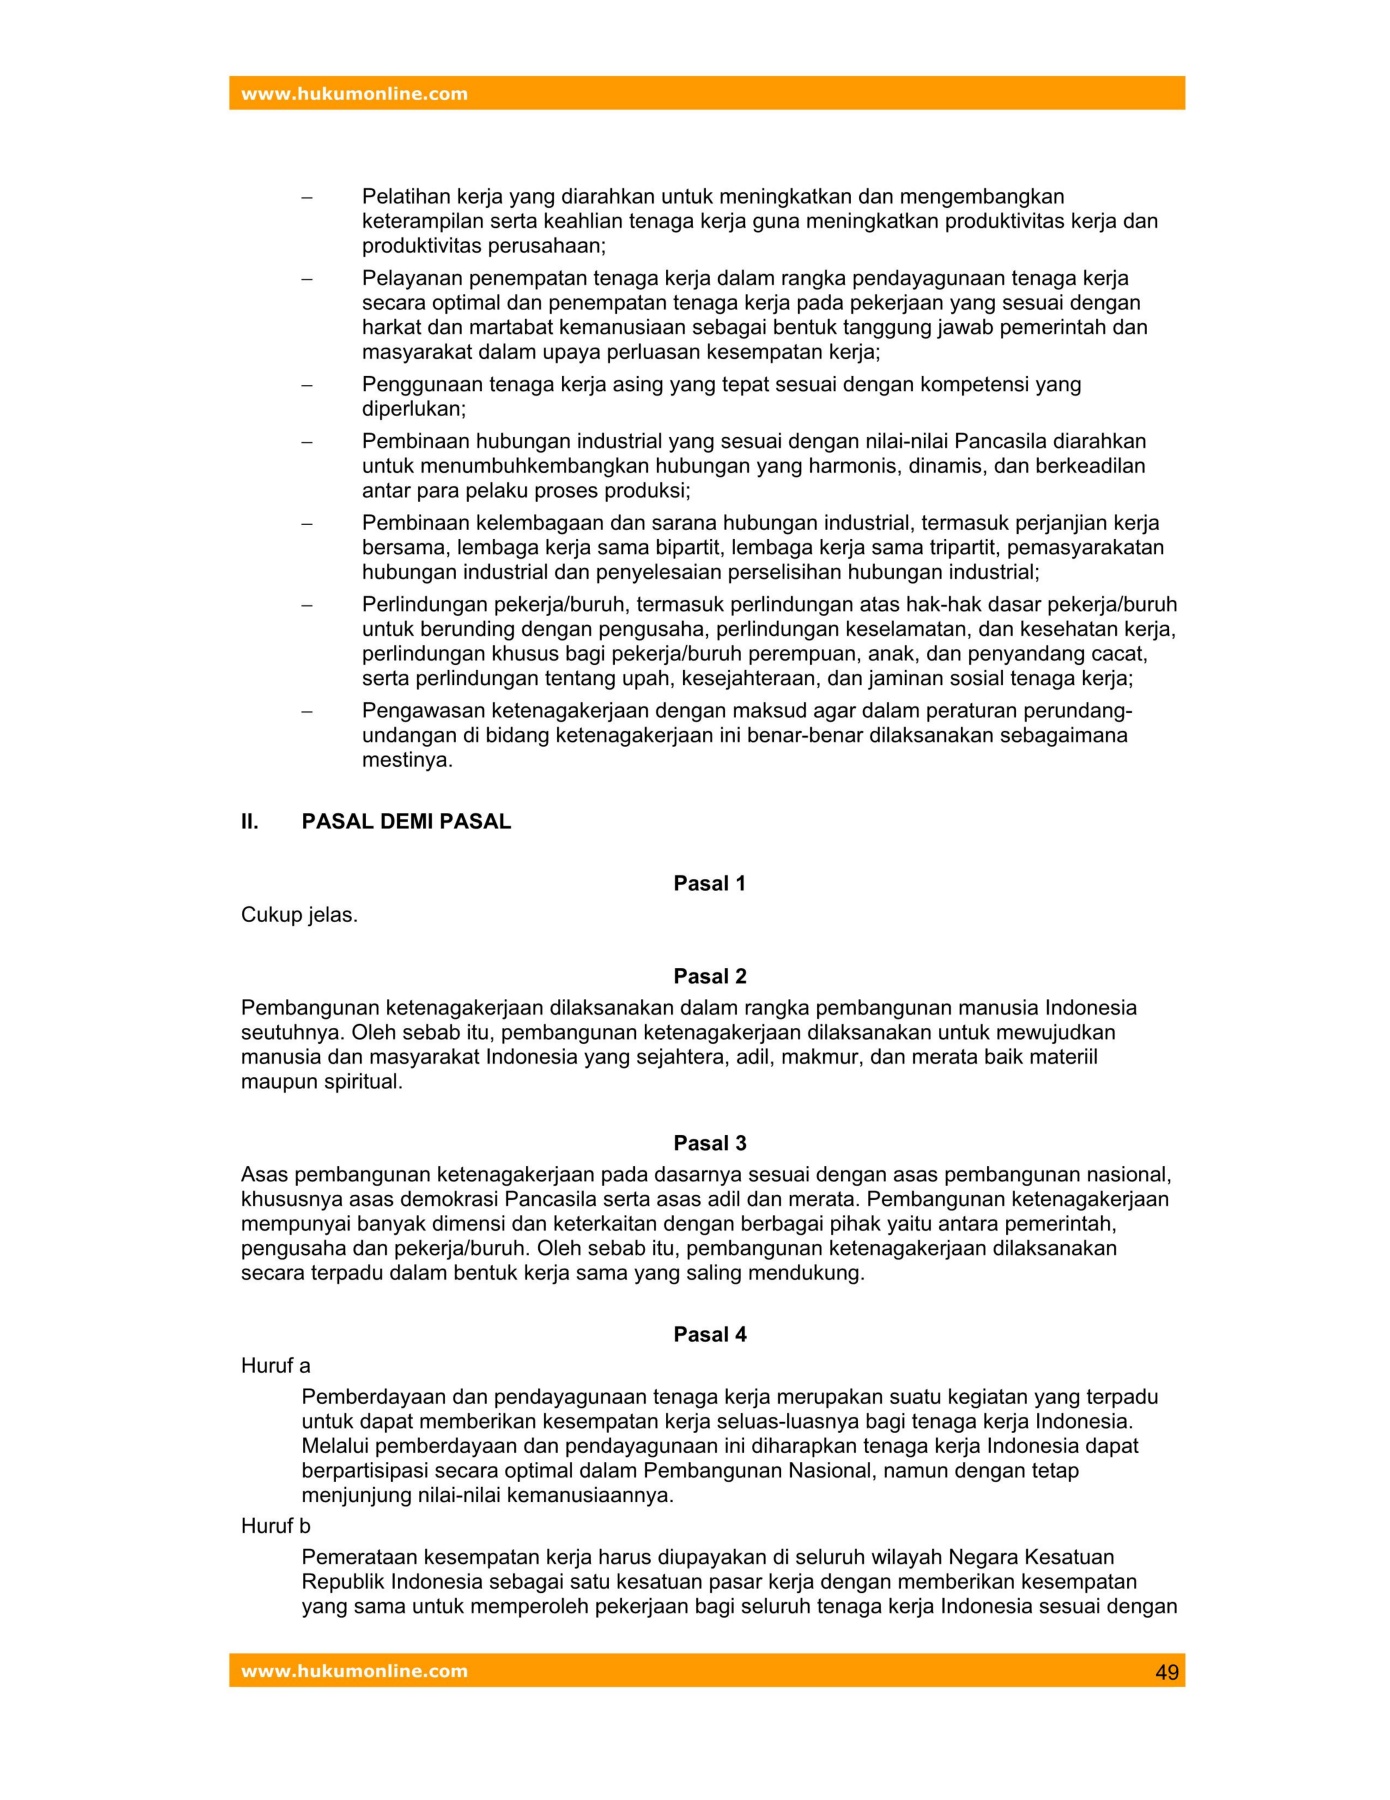 www.hukumonline.com
– Pelatihan kerja yang diarahkan untuk meningkatkan dan mengembangkan
keterampilan serta keahlian tenaga kerja guna meningkatkan produktivitas kerja dan
produktivitas perusahaan;
– Pelayanan penempatan tenaga kerja dalam rangka pendayagunaan tenaga kerja
secara optimal dan penempatan tenaga kerja pada pekerjaan yang sesuai dengan
harkat dan martabat kemanusiaan sebagai bentuk tanggung jawab pemerintah dan
masyarakat dalam upaya perluasan kesempatan kerja;
– Penggunaan tenaga kerja asing yang tepat sesuai dengan kompetensi yang
diperlukan;
– Pembinaan hubungan industrial yang sesuai dengan nilai-nilai Pancasila diarahkan
untuk menumbuhkembangkan hubungan yang harmonis, dinamis, dan berkeadilan
antar para pelaku proses produksi;
– Pembinaan kelembagaan dan sarana hubungan industrial, termasuk perjanjian kerja
bersama, lembaga kerja sama bipartit, lembaga kerja sama tripartit, pemasyarakatan
hubungan industrial dan penyelesaian perselisihan hubungan industrial;
– Perlindungan pekerja/buruh, termasuk perlindungan atas hak-hak dasar pekerja/buruh
untuk berunding dengan pengusaha, perlindungan keselamatan, dan kesehatan kerja,
perlindungan khusus bagi pekerja/buruh perempuan, anak, dan penyandang cacat,
serta perlindungan tentang upah, kesejahteraan, dan jaminan sosial tenaga kerja;
– Pengawasan ketenagakerjaan dengan maksud agar dalam peraturan perundang-
undangan di bidang ketenagakerjaan ini benar-benar dilaksanakan sebagaimana
mestinya.
II. PASAL DEMI PASAL
Pasal 1
Cukup jelas.
Pasal 2
Pembangunan ketenagakerjaan dilaksanakan dalam rangka pembangunan manusia Indonesia
seutuhnya. Oleh sebab itu, pembangunan ketenagakerjaan dilaksanakan untuk mewujudkan
manusia dan masyarakat Indonesia yang sejahtera, adil, makmur, dan merata baik materiil
maupun spiritual.
Pasal 3
Asas pembangunan ketenagakerjaan pada dasarnya sesuai dengan asas pembangunan nasional,
khususnya asas demokrasi Pancasila serta asas adil dan merata. Pembangunan ketenagakerjaan
mempunyai banyak dimensi dan keterkaitan dengan berbagai pihak yaitu antara pemerintah,
pengusaha dan pekerja/buruh. Oleh sebab itu, pembangunan ketenagakerjaan dilaksanakan
secara terpadu dalam bentuk kerja sama yang saling mendukung.
Pasal 4
Huruf a
Pemberdayaan dan pendayagunaan tenaga kerja merupakan suatu kegiatan yang terpadu
untuk dapat memberikan kesempatan kerja seluas-luasnya bagi tenaga kerja Indonesia.
Melalui pemberdayaan dan pendayagunaan ini diharapkan tenaga kerja Indonesia dapat
berpartisipasi secara optimal dalam Pembangunan Nasional, namun dengan tetap
menjunjung nilai-nilai kemanusiaannya.
Huruf b
Pemerataan kesempatan kerja harus diupayakan di seluruh wilayah Negara Kesatuan
Republik Indonesia sebagai satu kesatuan pasar kerja dengan memberikan kesempatan
yang sama untuk memperoleh pekerjaan bagi seluruh tenaga kerja Indonesia sesuai dengan
www.hukumonline.com 49